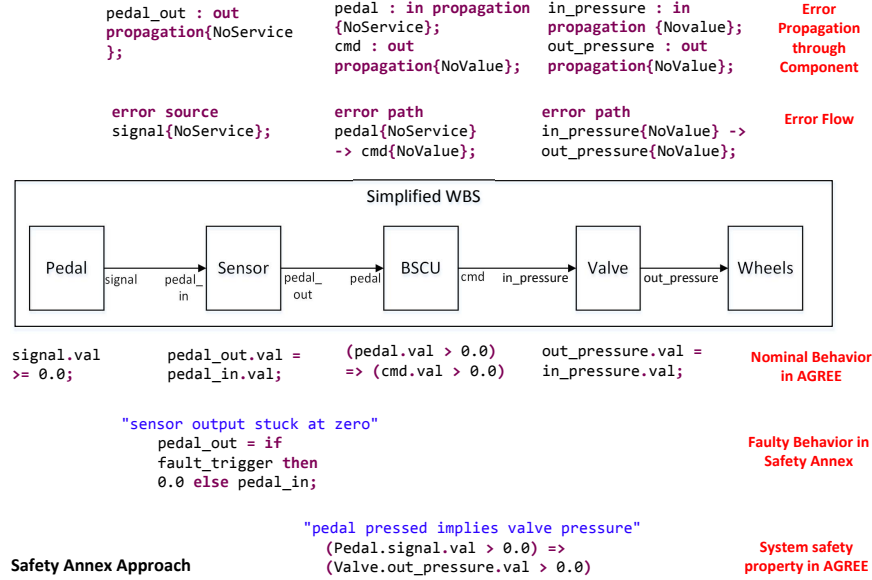 pedal_out : out
propagation{NoService
};
pedal : in propagation
{NoService};
cmd : out
propagation{NoValue};
in_pressure : in
propagation {Novalue};
out_pressure : out
propagation{NoValue};
Error
Propagation
through
Component
error source
signal{NoService};
error path
pedal{NoService}
-> cmd{NoValue};
error path
in_pressure{NoValue} ->
out_pressure{NoValue};
Error Flow
Simplified WBS
Pedal
signal
pedal_
in
Sensor
pedal_
out
pedal
BSCU
cmd
in_pressure
Valve
out_pressure
Wheels
signal.val
>= 0.0;
pedal_out.val =
pedal_in.val;
(pedal.val > 0.0)
=> (cmd.val > 0.0)
out_pressure.val =
in_pressure.val;
Nominal Behavior
in AGREE
"sensor output stuck at zero"
pedal_out = if
fault_trigger then
0.0 else pedal_in;
Faulty Behavior in
Safety Annex
"pedal pressed implies valve pressure"
(Pedal.signal.val > 0.0) =>
(Valve.out_pressure.val > 0.0)
System safety
property in AGREE
Safety Annex Approach